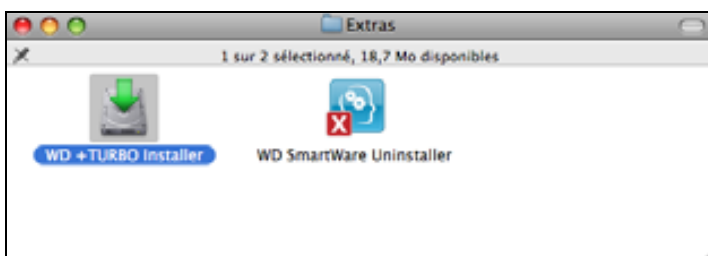 Extras
1 sur 2 sélectionné, 18,7 Mo disponibles
WD +TURBO Installer
WD SmartWare Uninstaller